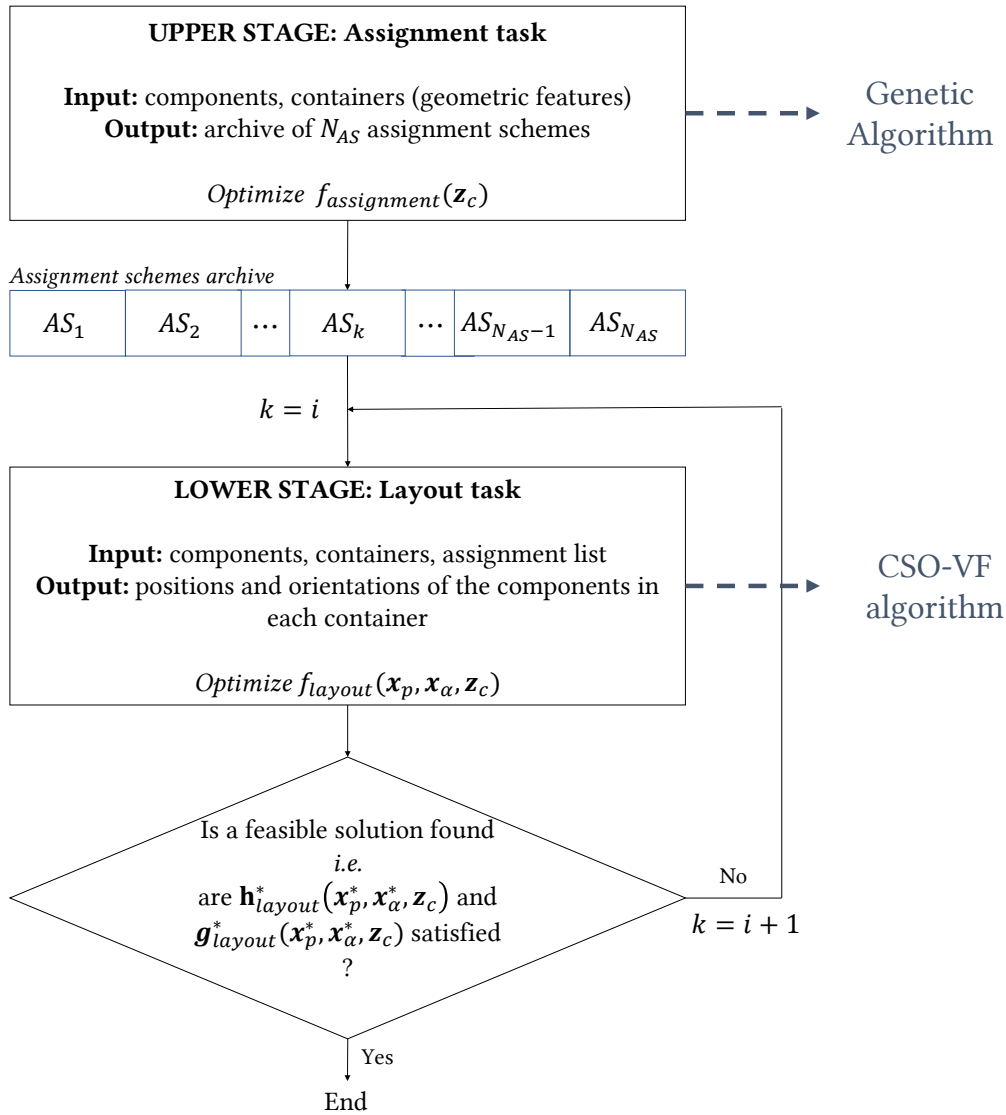 UPPER STAGE: Assignment task
Input: components, containers (geometric features)
Output: archive of N_AS assignment schemes
Optimize f_assignment(z_c)
Genetic
Algorithm
Assignment schemes archive
AS_1 AS_2 ... AS_k ... AS_{N_AS-1} AS_{N_AS}
k = i
LOWER STAGE: Layout task
Input: components, containers, assignment list
Output: positions and orientations of the components in
each container
Optimize f_layout(x_p, x_α, z_c)
CSO-VF
algorithm
Is a feasible solution found
i.e.
are h*_layout(x*_p, x*_α, z_c) and
g*_layout(x*_p, x*_α, z_c) satisfied
?
No
k = i + 1
Yes
End